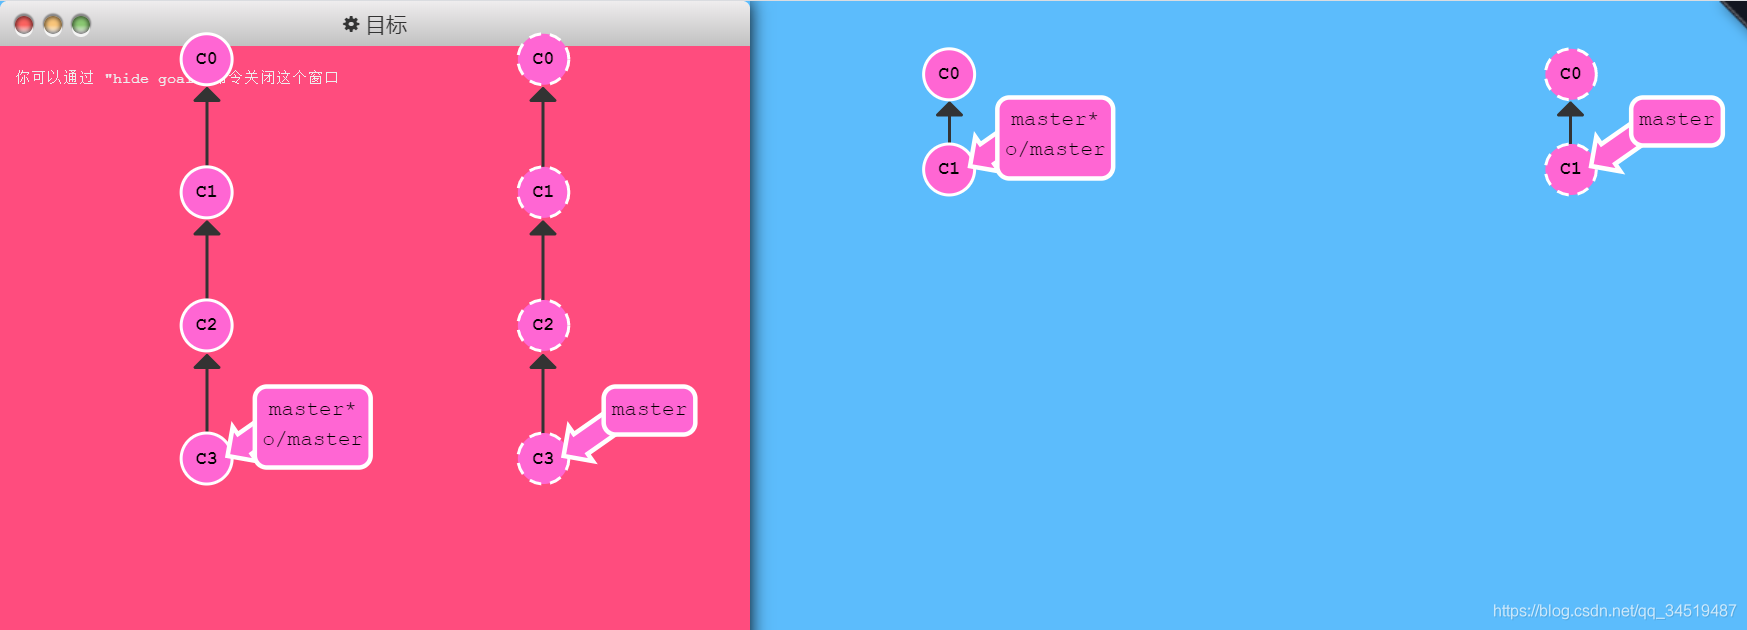 目标
你可以通过 "hide goa 令关闭这个窗口
C0
C0
C1
C1
C2
C2
master*
o/master
C3
master
C3
C0
C0
master*
o/master
C1
master
C1
https://blog.csdn.net/qq_34519487